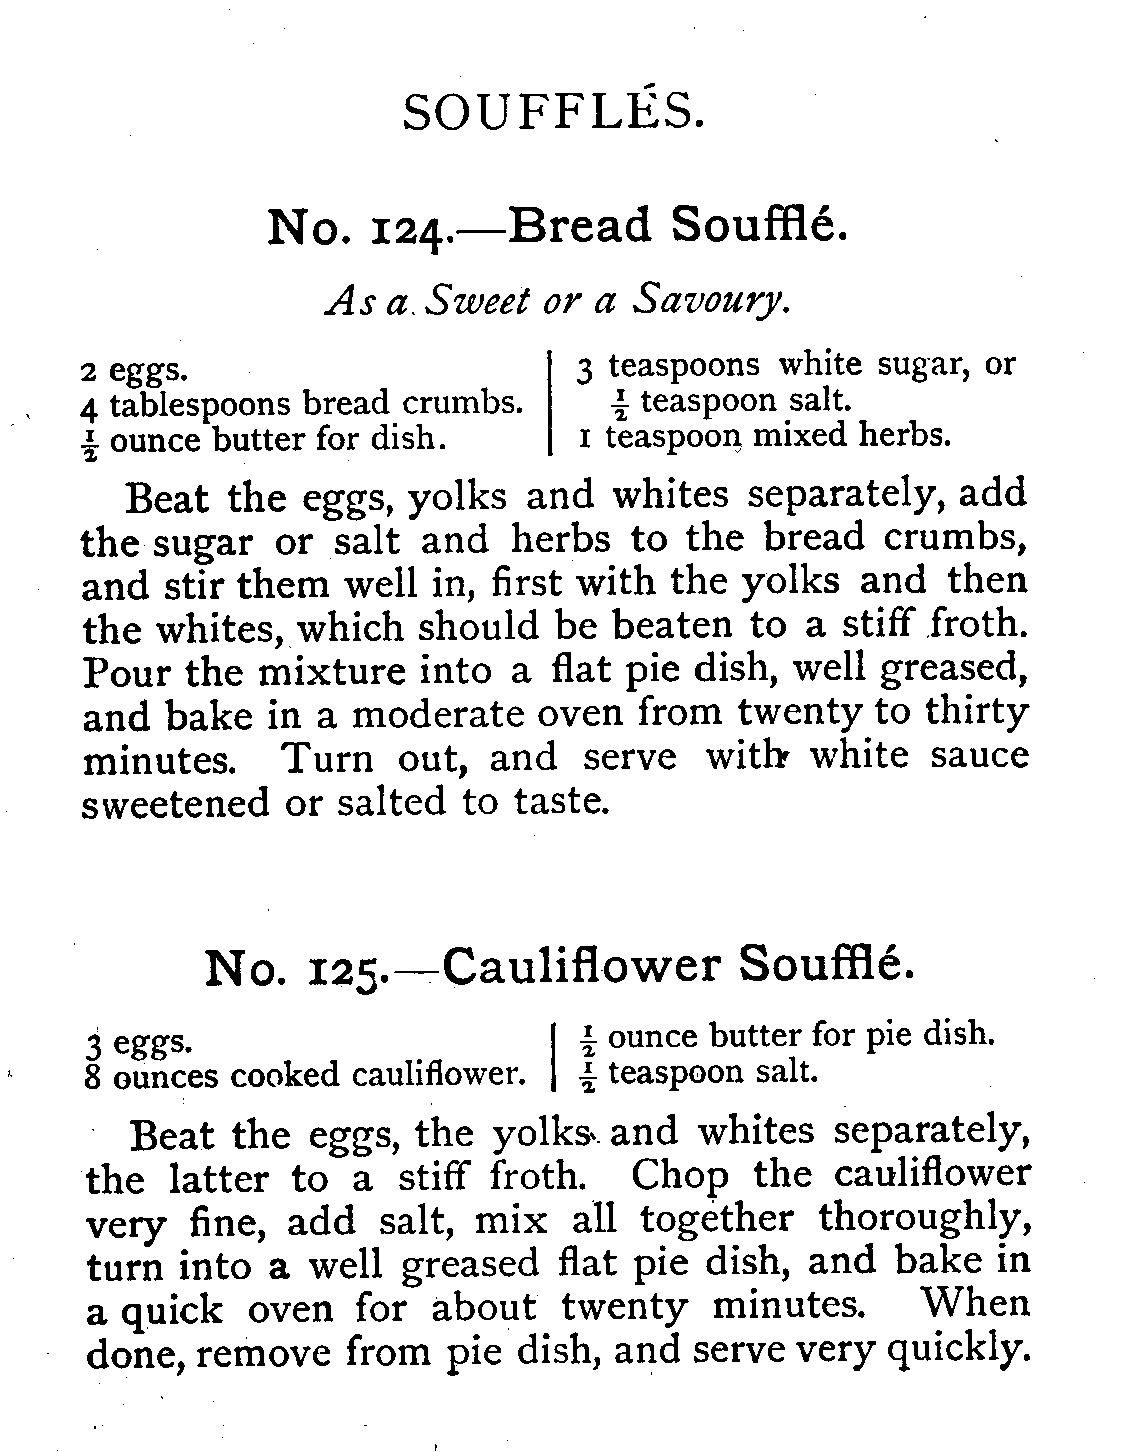 SOUFFLÉS.
No. 124.—Bread Soufflé.
As a Sweet or a Savoury.
2 eggs.
4 tablespoons bread crumbs.
½ ounce butter for dish.
3 teaspoons white sugar, or
½ teaspoon salt.
1 teaspoon mixed herbs.
Beat the eggs, yolks and whites separately, add
the sugar or salt and herbs to the bread crumbs,
and stir them well in, first with the yolks and then
the whites, which should be beaten to a stiff froth.
Pour the mixture into a flat pie dish, well greased,
and bake in a moderate oven from twenty to thirty
minutes. Turn out, and serve with white sauce
sweetened or salted to taste.
No. 125.—Cauliflower Soufflé.
3 eggs.
8 ounces cooked cauliflower.
½ ounce butter for pie dish.
½ teaspoon salt.
Beat the eggs, the yolks and whites separately,
the latter to a stiff froth. Chop the cauliflower
very fine, add salt, mix all together thoroughly,
turn into a well greased flat pie dish, and bake in
a quick oven for about twenty minutes. When
done, remove from pie dish, and serve very quickly.